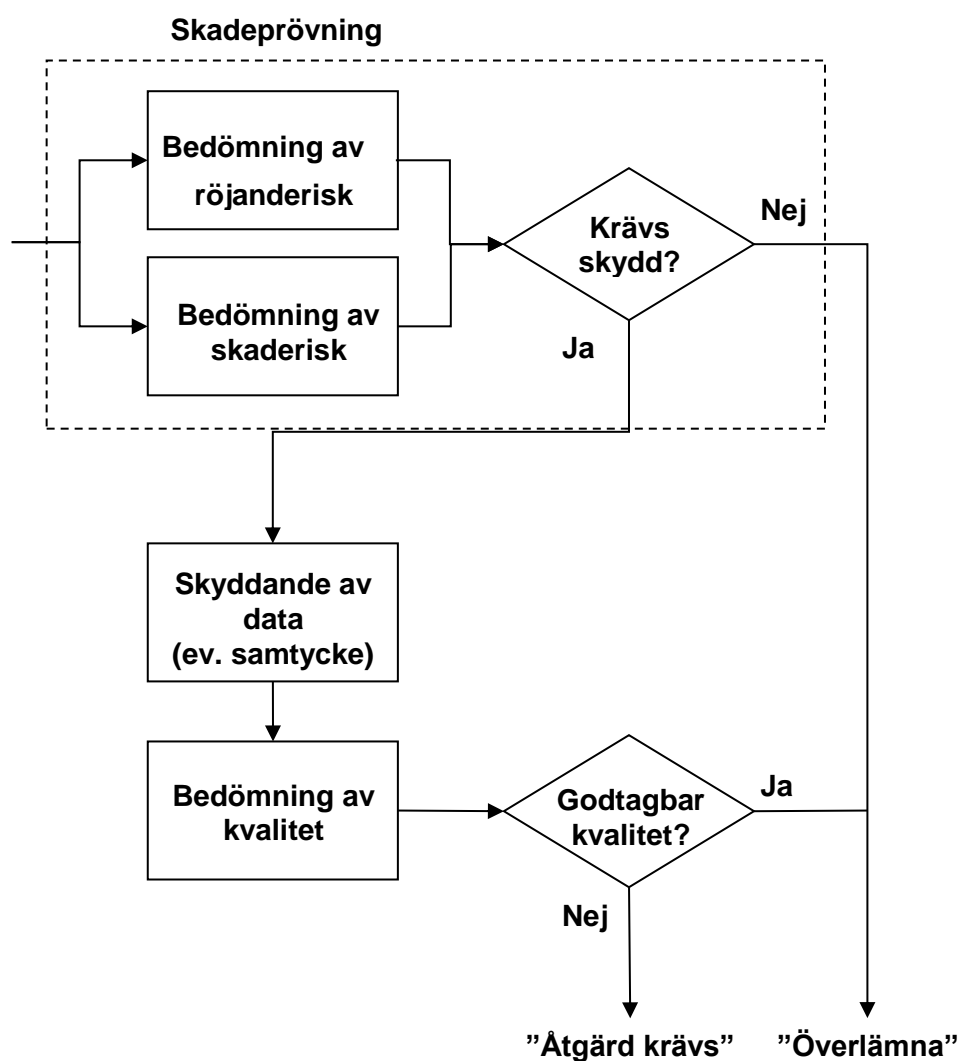 Skadeprövning
Bedömning av
röjanderisk
Bedömning av
skaderisk
Krävs
skydd?
Nej
Ja
Skyddande av
data
(ev. samtycke)
Bedömning av
kvalitet
Godtagbar
kvalitet?
Ja
Nej
”Åtgärd krävs”
”Överlämna”